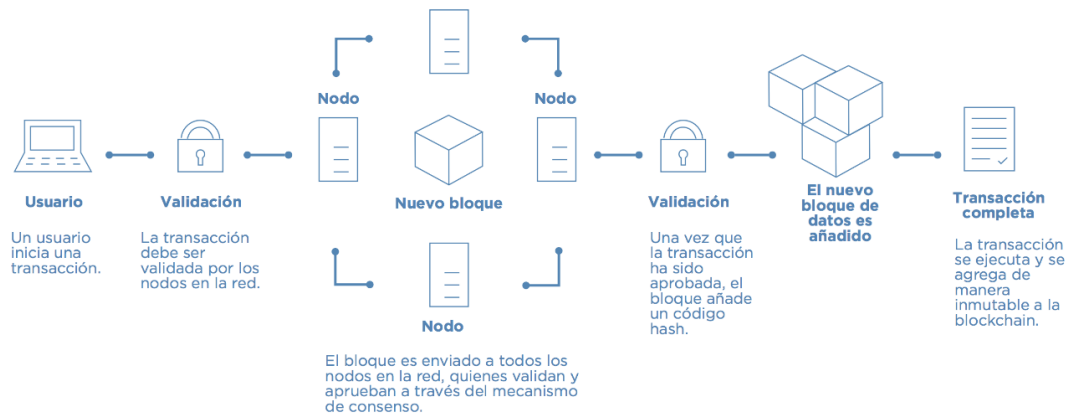 Nodo
Nodo
Usuario
Un usuario
inicia una
transacción.
Validación
La transacción
debe ser
validada por los
nodos en la red.
Nuevo bloque
Nodo
El bloque es enviado a todos los
nodos en la red, quienes validan y
aprueban a través del mecanismo
de consenso.
Validación
Una vez que
la transacción
ha sido
aprobada, el
bloque añade
un código
hash.
El nuevo
bloque de
datos es
añadido
Transacción
completa
La transacción
se ejecuta y se
agrega de
manera
inmutable a la
blockchain.